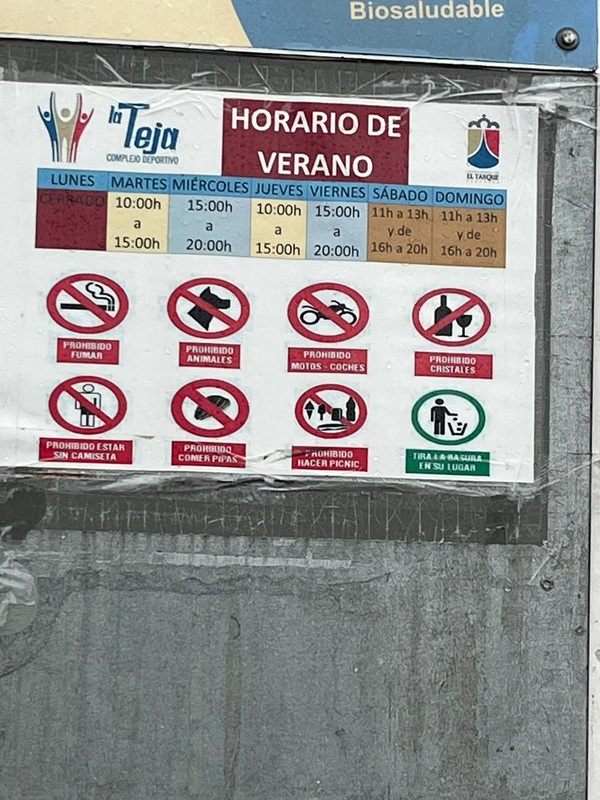 Biosaludable
la Teja
COMPLEJO DEPORTIVO
HORARIO DE
VERANO
EL TANQUE
LUNES MARTES MIÉRCOLES JUEVES VIERNES SÁBADO DOMINGO
CERRADO 10:00h 15:00h 10:00h 15:00h 11h a 13h 11h a 13h
a a a a y de y de
15:00h 20:00h 15:00h 20:00h 16h a 20h 16h a 20h
PROHIBIDO
FUMAR
PROHIBIDO
ANIMALES
PROHIBIDO
MOTOS - COCHES
PROHIBIDO
CRISTALES
PROHIBIDO ESTAR
SIN CAMISETA
PROHIBIDO
COMER PIPAS
PROHIBIDO
HACER PICNIC
TIRA LA BASURA
EN SU LUGAR